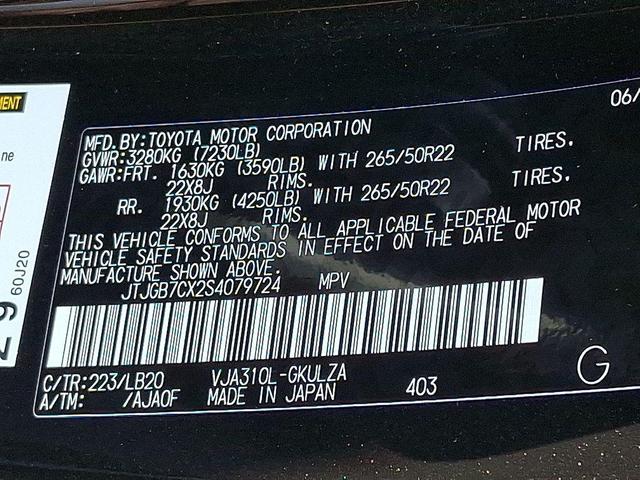 MENT
ne
29
60J20
06/
MFD.BY:TOYOTA MOTOR CORPORATION
GVWR:3280KG (7230LB)
GAWR:FRT. 1630KG (3590LB) WITH 265/50R22 TIRES.
22X8J RIMS.
RR. 1930KG (4250LB) WITH 265/50R22 TIRES.
22X8J RIMS.
THIS VEHICLE CONFORMS TO ALL APPLICABLE FEDERAL MOTOR
VEHICLE SAFETY STANDARDS IN EFFECT ON THE DATE OF
MANUFACTURE SHOWN ABOVE.
JTJGB7CX2S4079724 MPV
C/TR:223/LB20 VJA310L-GKULZA
A/TM: /AJA0F MADE IN JAPAN 403
G